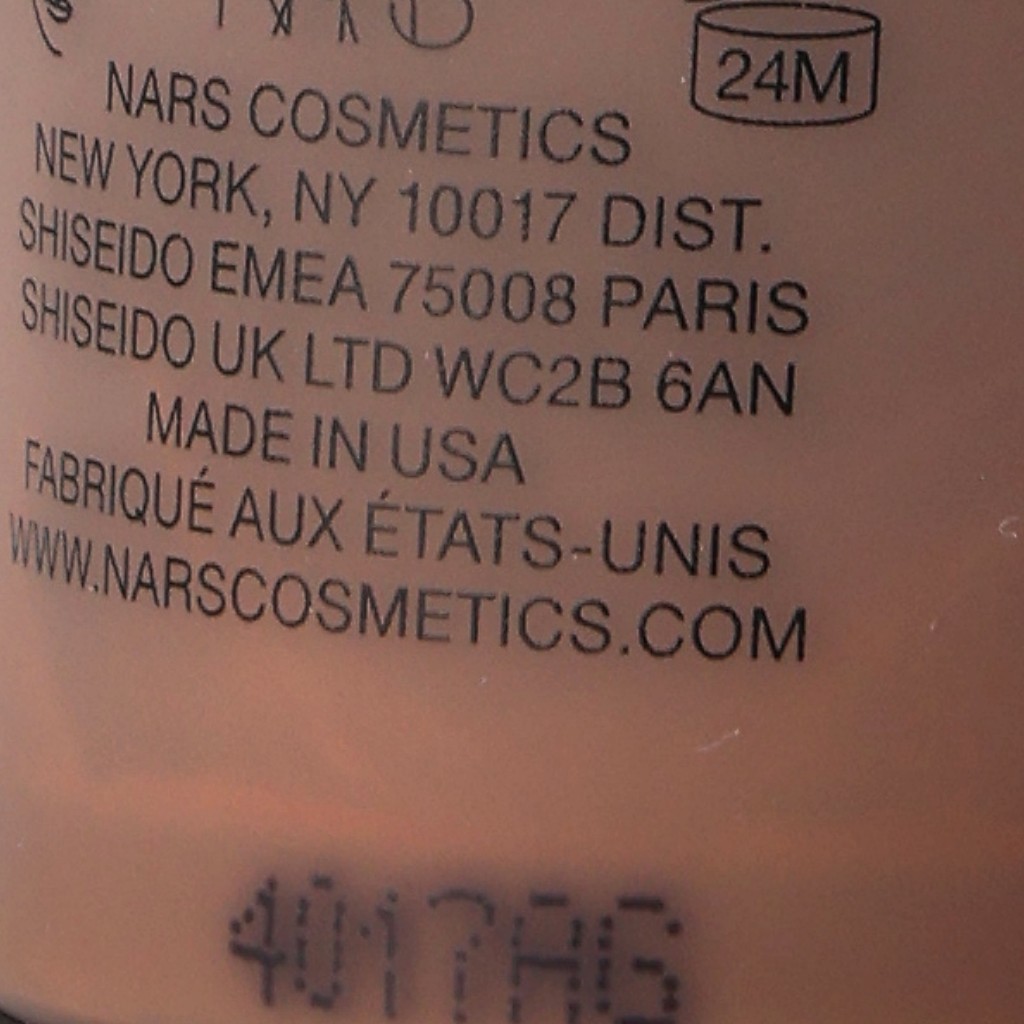 24M
NARS COSMETICS
NEW YORK, NY 10017 DIST.
SHISEIDO EMEA 75008 PARIS
SHISEIDO UK LTD WC2B 6AN
MADE IN USA
FABRIQUÉ AUX ÉTATS-UNIS
WWW.NARSCOSMETICS.COM
4017AG